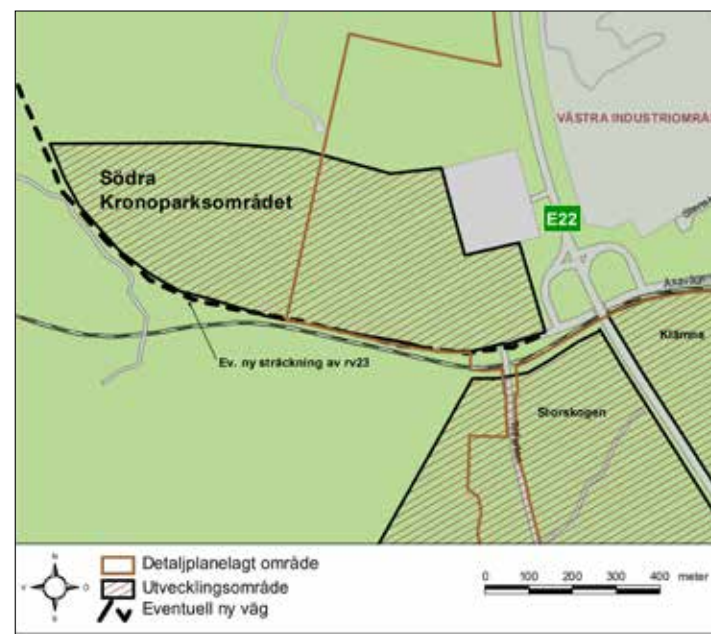 VÄSTRA INDUSTRIOMRÅ
Södra
Kronoparksområdet
E22
Åsavägen
Klämna
Ev. ny sträckning av rv23
Storskogen
N
V
O
S
Detaljplanelagt område
Utvecklingsområde
Eventuell ny väg
0 100 200 300 400 meter